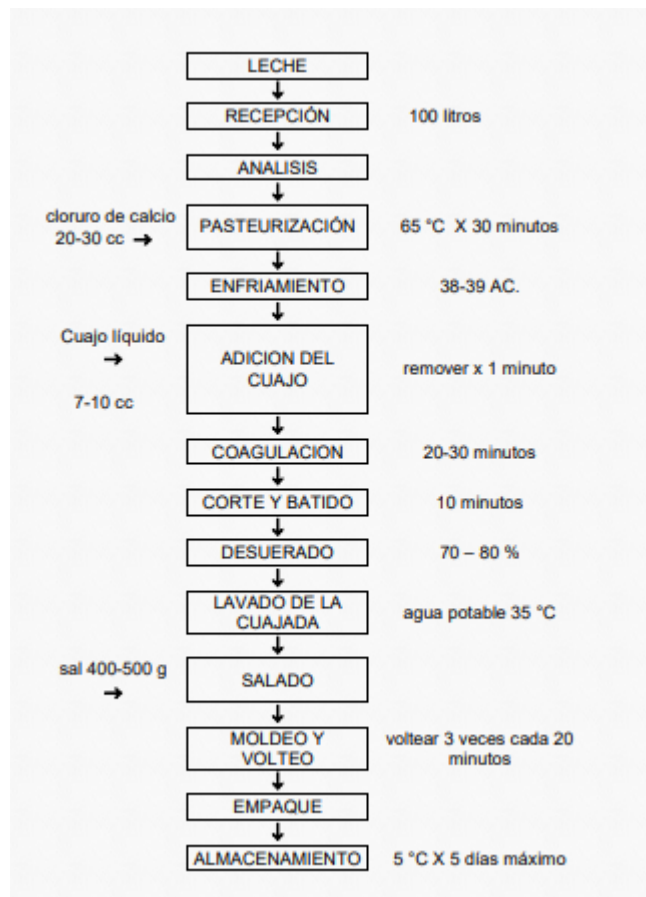 LECHE
RECEPCIÓN
100 litros
ANALISIS
cloruro de calcio
20-30 cc →
PASTEURIZACIÓN
65 °C X 30 minutos
ENFRIAMIENTO
38-39 AC.
Cuajo líquido
→
7-10 cc
ADICION DEL
CUAJO
remover x 1 minuto
COAGULACION
20-30 minutos
CORTE Y BATIDO
10 minutos
DESUERADO
70 – 80 %
LAVADO DE LA
CUAJADA
agua potable 35 °C
sal 400-500 g
→
SALADO
MOLDEO Y
VOLTEO
voltear 3 veces cada 20
minutos
EMPAQUE
ALMACENAMIENTO
5 °C X 5 días máximo